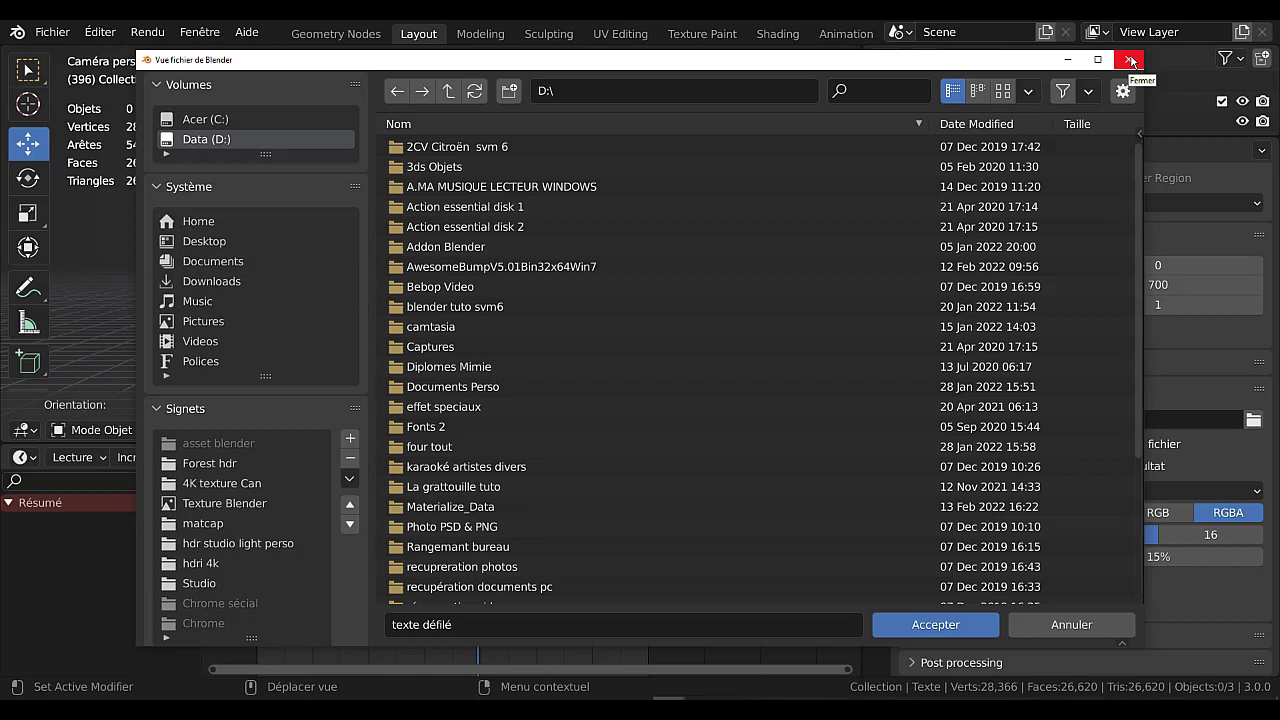 Fichier Éditer Rendu Fenêtre Aide Geometry Nodes Layout Modeling Sculpting UV Editing Texture Paint Shading Animation Scene View Layer
Caméra pers
(396) Collect
Objets 0
Vertices 28
Arêtes 54
Faces 26
Triangles 26
Orientation:
Mode Objet
Lecture Incr
Résumé
Vue fichier de Blender
Fermer
Volumes
Acer (C:)
Data (D:)
Système
Home
Desktop
Documents
Downloads
Music
Pictures
Videos
Polices
Signets
asset blender
Forest hdr
4K texture Can
Texture Blender
matcap
hdr studio light perso
hdri 4k
Studio
Chrome sécial
Chrome
D:\
Nom Date Modified Taille
2CV Citroën svm 6 07 Dec 2019 17:42
3ds Objets 05 Feb 2020 11:30
A.MA MUSIQUE LECTEUR WINDOWS 14 Dec 2019 11:20
Action essential disk 1 21 Apr 2020 17:14
Action essential disk 2 21 Apr 2020 17:15
Addon Blender 05 Jan 2022 20:00
AwesomeBumpV5.01Bin32x64Win7 12 Feb 2022 09:56
Bebop Video 07 Dec 2019 16:59
blender tuto svm6 20 Jan 2022 11:54
camtasia 15 Jan 2022 14:03
Captures 21 Apr 2020 17:15
Diplomes Mimie 13 Jul 2020 06:17
Documents Perso 28 Jan 2022 15:51
effet speciaux 20 Apr 2021 06:13
Fonts 2 05 Sep 2020 15:44
four tout 28 Jan 2022 15:58
karaoké artistes divers 07 Dec 2019 10:26
La grattouille tuto 12 Nov 2021 14:33
Materialize_Data 13 Feb 2022 16:22
Photo PSD & PNG 07 Dec 2019 10:10
Rangemant bureau 07 Dec 2019 16:15
recupreration photos 07 Dec 2019 16:43
recupération documents pc 07 Dec 2019 16:33
texte défilé Accepter Annuler
er Region
0
700
1
fichier
ltat
RGB RGBA
16
15%
Post processing
Set Active Modifier Déplacer vue Menu contextuel Collection | Texte | Verts:28,366 | Faces:26,620 | Tris:26,620 | Objects:0/3 | 3.0.0